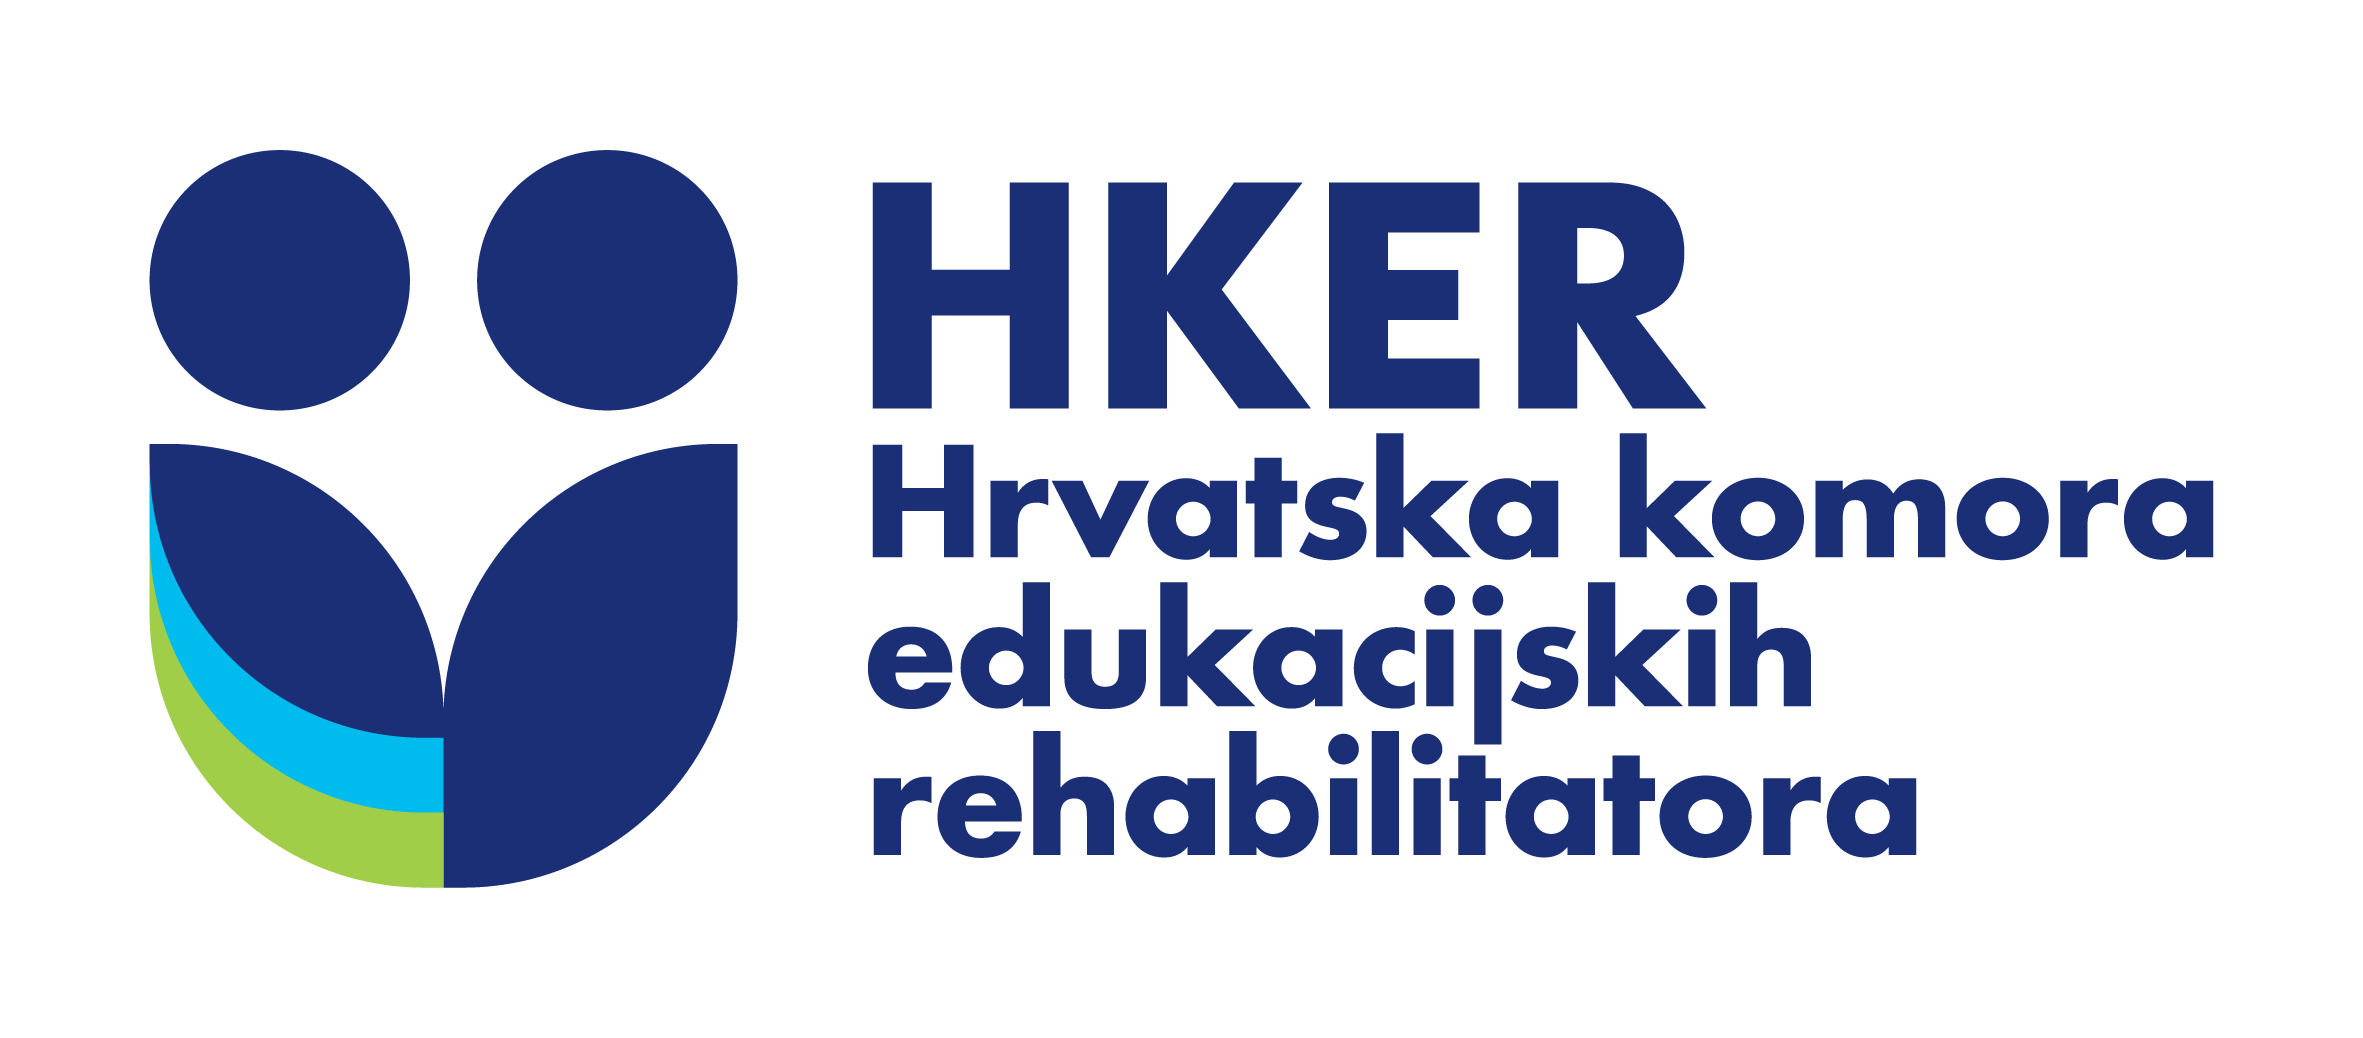 HKER
Hrvatska komora
edukacijskih
rehabilitatora